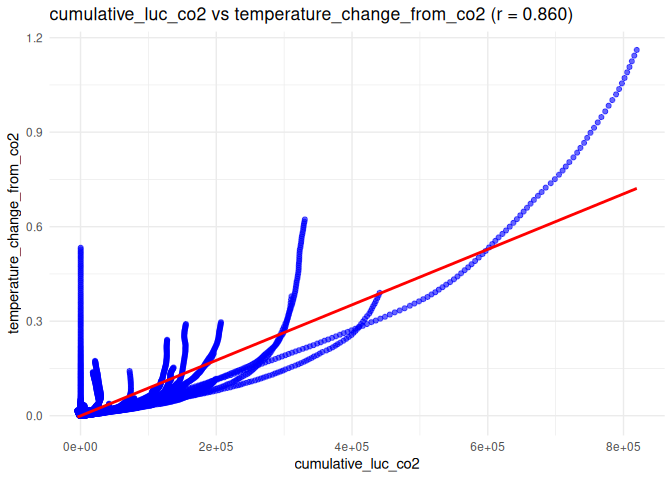 cumulative_luc_co2 vs temperature_change_from_co2 (r = 0.860)
1.2
0.9
0.6
0.3
0.0
temperature_change_from_co2
0e+00 2e+05 4e+05 6e+05 8e+05
cumulative_luc_co2